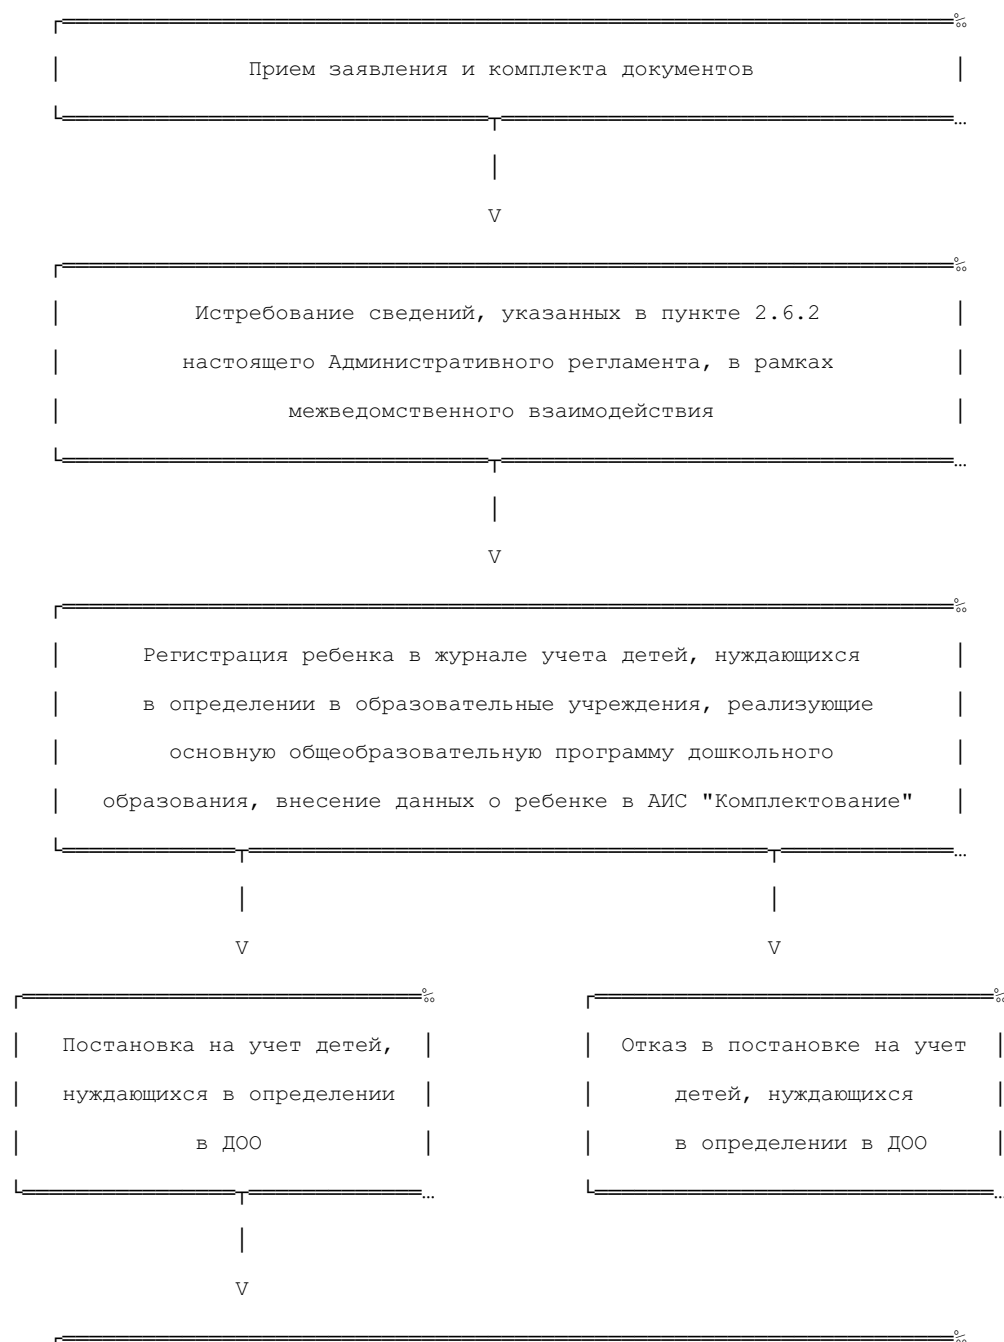 Прием заявления и комплекта документов
V
Истребование сведений, указанных в пункте 2.6.2
настоящего Административного регламента, в рамках
межведомственного взаимодействия
V
Регистрация ребенка в журнале учета детей, нуждающихся
в определении в образовательные учреждения, реализующие
основную общеобразовательную программу дошкольного
образования, внесение данных о ребенке в АИС "Комплектование"
V V
Постановка на учет детей,
нуждающихся в определении
в ДОО
Отказ в постановке на учет
детей, нуждающихся
в определении в ДОО
V